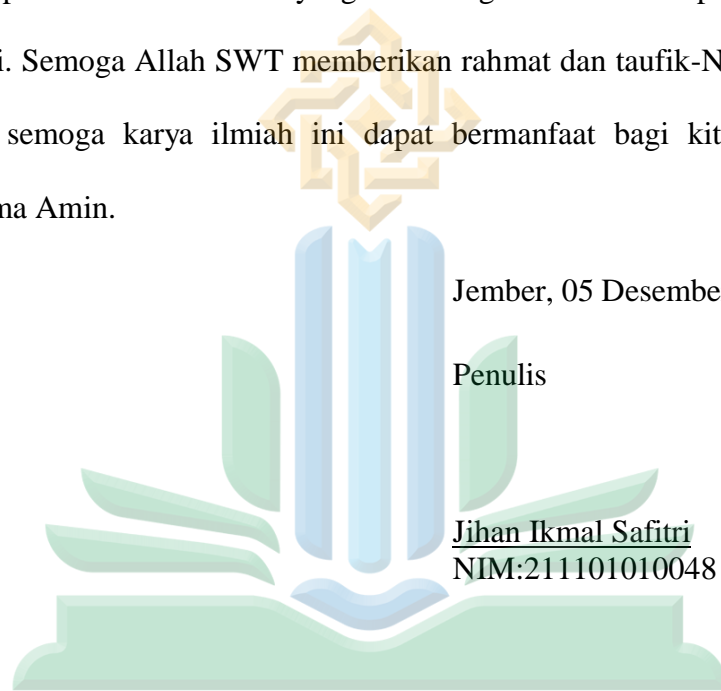 i. Semoga Allah SWT memberikan rahmat dan taufik-N
semoga karya ilmiah ini dapat bermanfaat bagi kit
ma Amin.
Jember, 05 Desembe
Penulis
Jihan Ikmal Safitri
NIM:211101010048